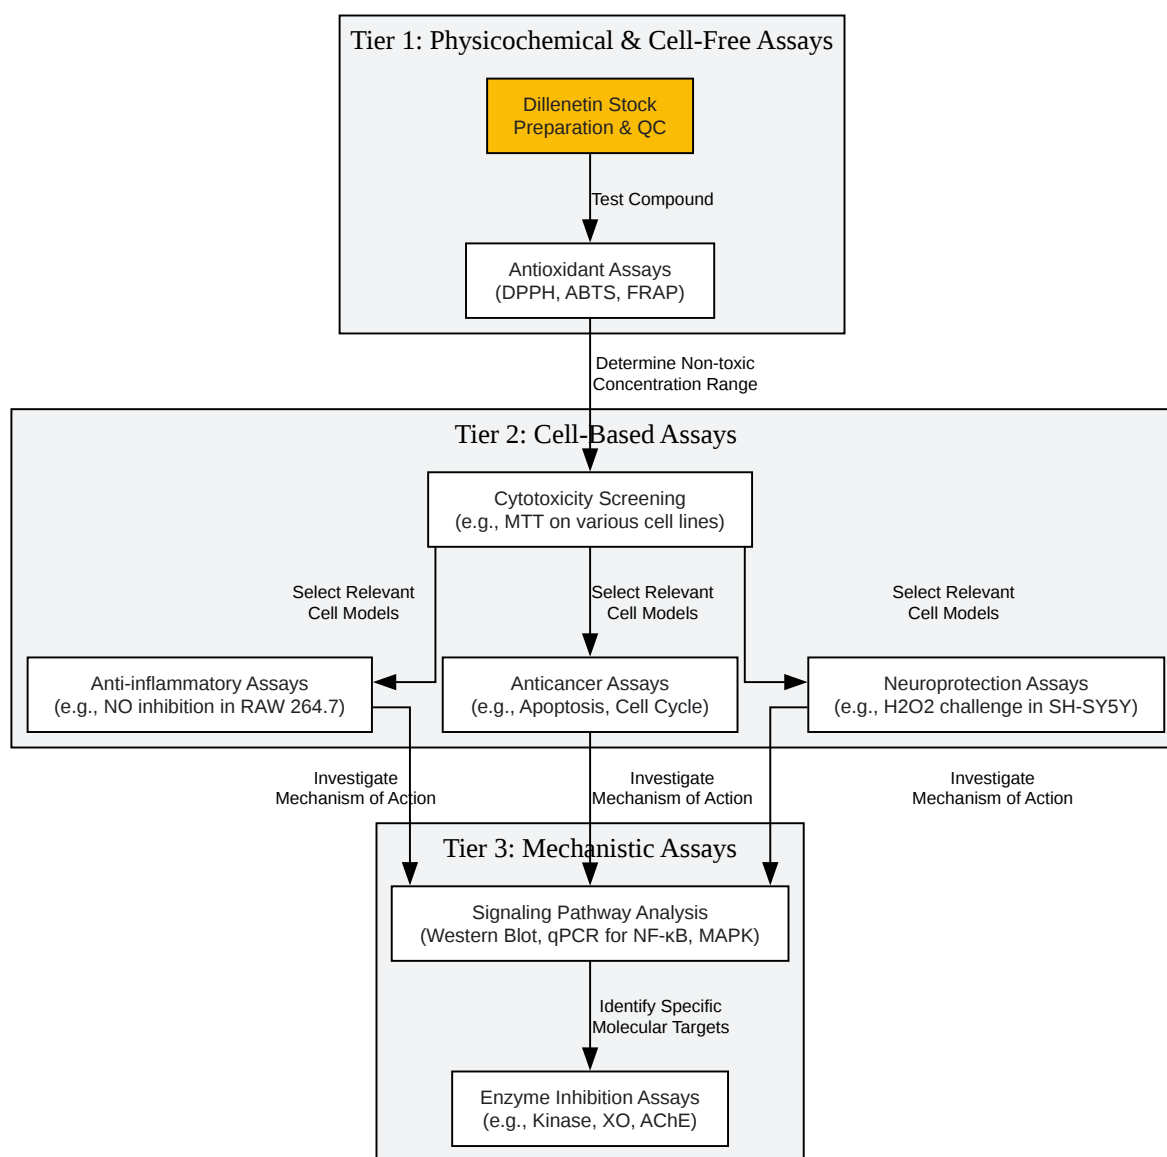 Tier 1: Physicochemical & Cell-Free Assays
Dillenetin Stock
Preparation & QC
Test Compound
Antioxidant Assays
(DPPH, ABTS, FRAP)
Determine Non-toxic
Concentration Range
Tier 2: Cell-Based Assays
Cytotoxicity Screening
(e.g., MTT on various cell lines)
Select Relevant
Cell Models
Select Relevant
Cell Models
Select Relevant
Cell Models
Anti-inflammatory Assays
(e.g., NO inhibition in RAW 264.7)
Anticancer Assays
(e.g., Apoptosis, Cell Cycle)
Neuroprotection Assays
(e.g., H2O2 challenge in SH-SY5Y)
Investigate
Mechanism of Action
Investigate
Mechanism of Action
Investigate
Mechanism of Action
Tier 3: Mechanistic Assays
Signaling Pathway Analysis
(Western Blot, qPCR for NF-κB, MAPK)
Identify Specific
Molecular Targets
Enzyme Inhibition Assays
(e.g., Kinase, XO, AChE)